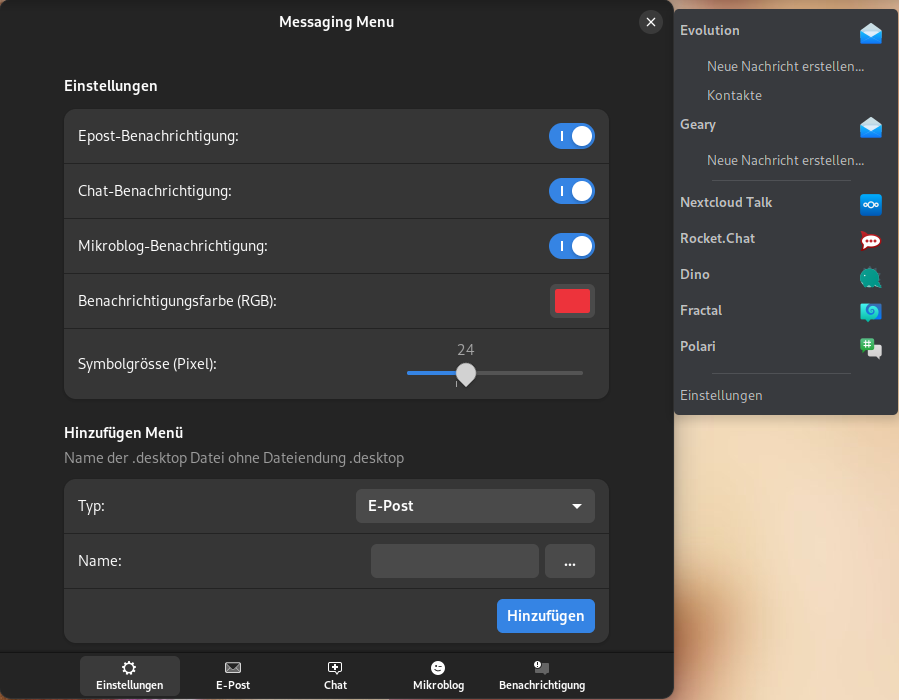 Messaging Menu
Einstellungen
Epost-Benachrichtigung:
Chat-Benachrichtigung:
Mikroblog-Benachrichtigung:
Benachrichtigungsfarbe (RGB):
Symbolgrösse (Pixel):
24
Hinzufügen Menü
Name der .desktop Datei ohne Dateiendung .desktop
Typ:
E-Post
Name:
...
Hinzufügen
Einstellungen
E-Post
Chat
Mikroblog
Benachrichtigung
Evolution
Neue Nachricht erstellen...
Kontakte
Geary
Neue Nachricht erstellen...
Nextcloud Talk
Rocket.Chat
Dino
Fractal
Polari
Einstellungen